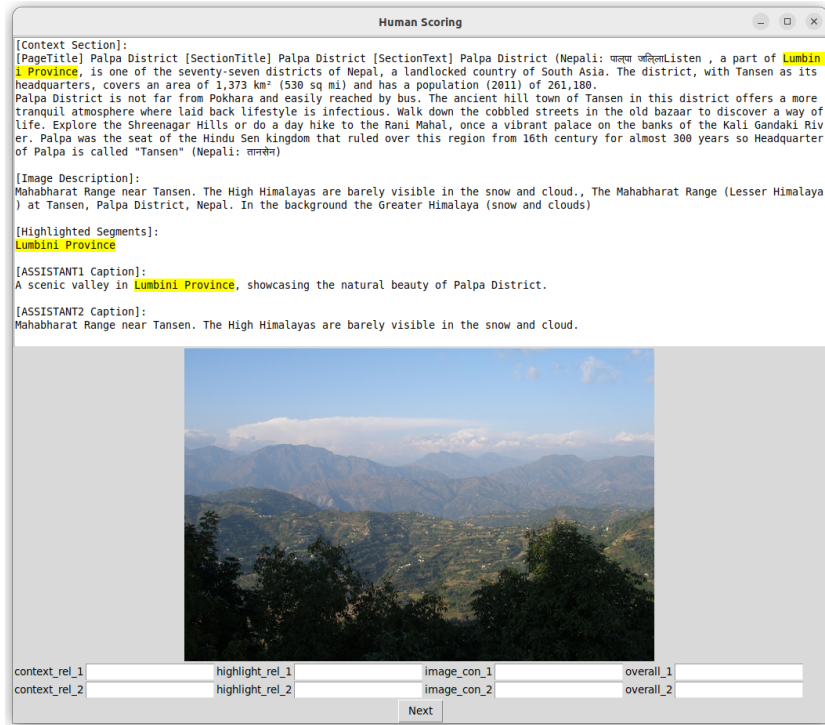 Human Scoring
[Context Section]:
[PageTitle] Palpa District [SectionTitle] Palpa District [SectionText] Palpa District (Nepali: पाल्पा जिल्लाListen , a part of Lumbin
i Province, is one of the seventy-seven districts of Nepal, a landlocked country of South Asia. The district, with Tansen as its
headquarters, covers an area of 1,373 km² (530 sq mi) and has a population (2011) of 261,180.
Palpa District is not far from Pokhara and easily reached by bus. The ancient hill town of Tansen in this district offers a more
tranquil atmosphere where laid back lifestyle is infectious. Walk down the cobbled streets in the old bazaar to discover a way of
life. Explore the Shreenagar Hills or do a day hike to the Rani Mahal, once a vibrant palace on the banks of the Kali Gandaki Riv
er. Palpa was the seat of the Hindu Sen kingdom that ruled over this region from 16th century for almost 300 years so Headquarter
of Palpa is called "Tansen" (Nepali: तानसेन)
[Image Description]:
Mahabharat Range near Tansen. The High Himalayas are barely visible in the snow and cloud., The Mahabharat Range (Lesser Himalaya
) at Tansen, Palpa District, Nepal. In the background the Greater Himalaya (snow and clouds)
[Highlighted Segments]:
Lumbini Province
[ASSISTANT1 Caption]:
A scenic valley in Lumbini Province, showcasing the natural beauty of Palpa District.
[ASSISTANT2 Caption]:
Mahabharat Range near Tansen. The High Himalayas are barely visible in the snow and cloud.
context_rel_1 highlight_rel_1 image_con_1 overall_1
context_rel_2 highlight_rel_2 image_con_2 overall_2
Next